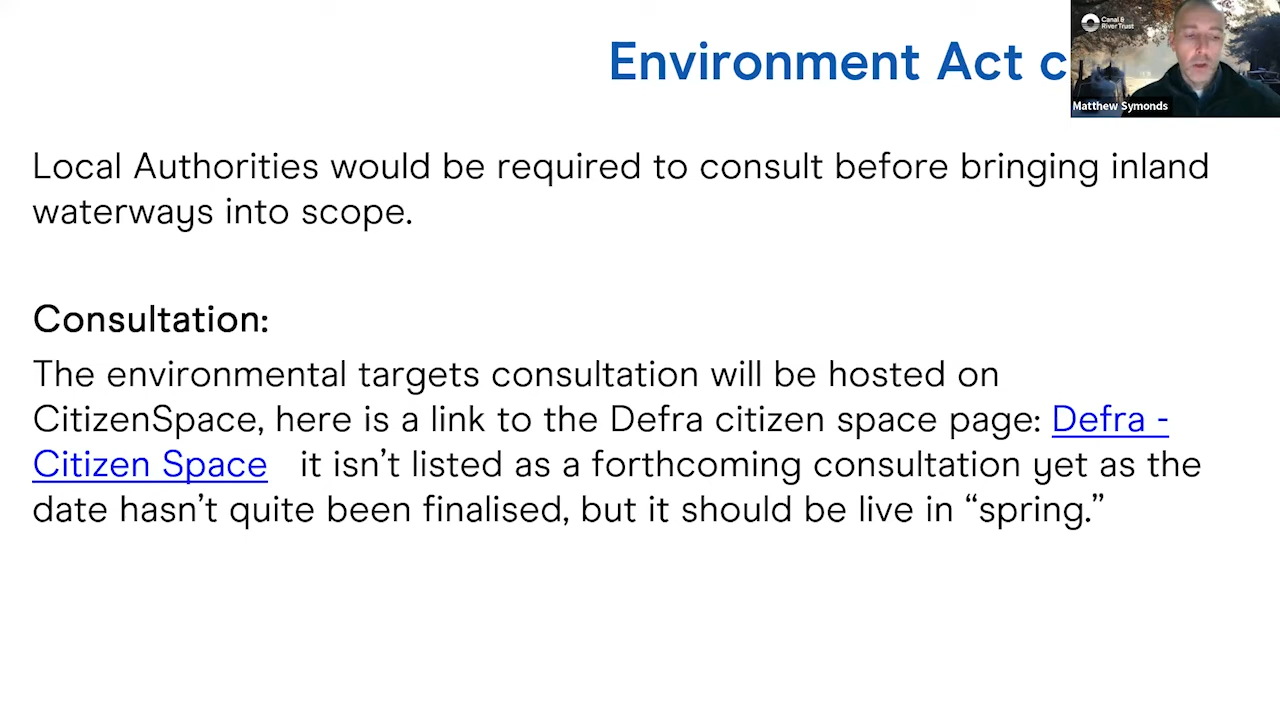 Environment Act c
Canal &
River Trust
Matthew Symonds
Local Authorities would be required to consult before bringing inland
waterways into scope.
Consultation:
The environmental targets consultation will be hosted on
CitizenSpace, here is a link to the Defra citizen space page: Defra -
Citizen Space it isn’t listed as a forthcoming consultation yet as the
date hasn’t quite been finalised, but it should be live in “spring.”